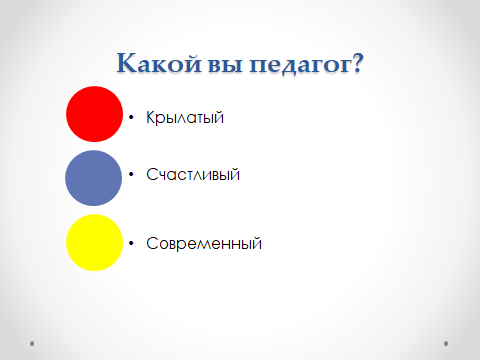 Какой вы педагог?
• Крылатый
• Счастливый
• Современный